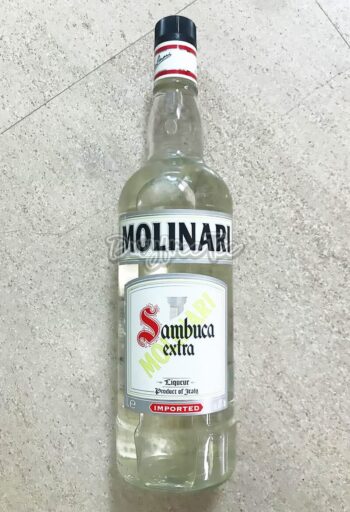 MOLINARI
Sambuca
extra
MOLINARI
Liqueur
Product of Italy
IMPORTED